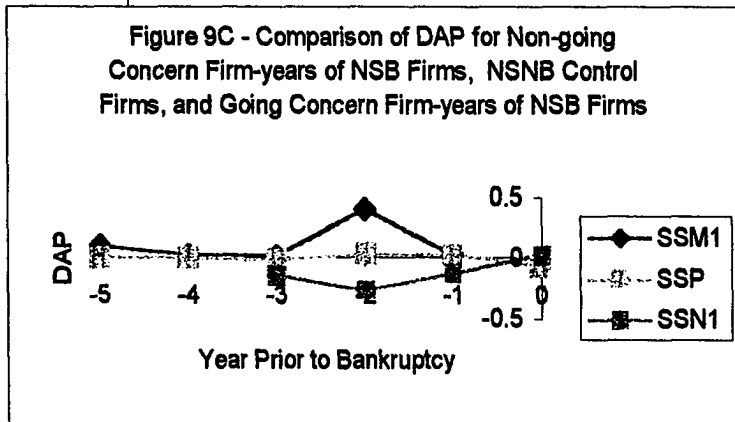 Figure 9C - Comparison of DAP for Non-going
Concern Firm-years of NSB Firms, NSNB Control
Firms, and Going Concern Firm-years of NSB Firms
0.5
0
-0.5
DAP
-5
-4
-3
-2
-1
0
Year Prior to Bankruptcy
SSM1
SSP
SSN1